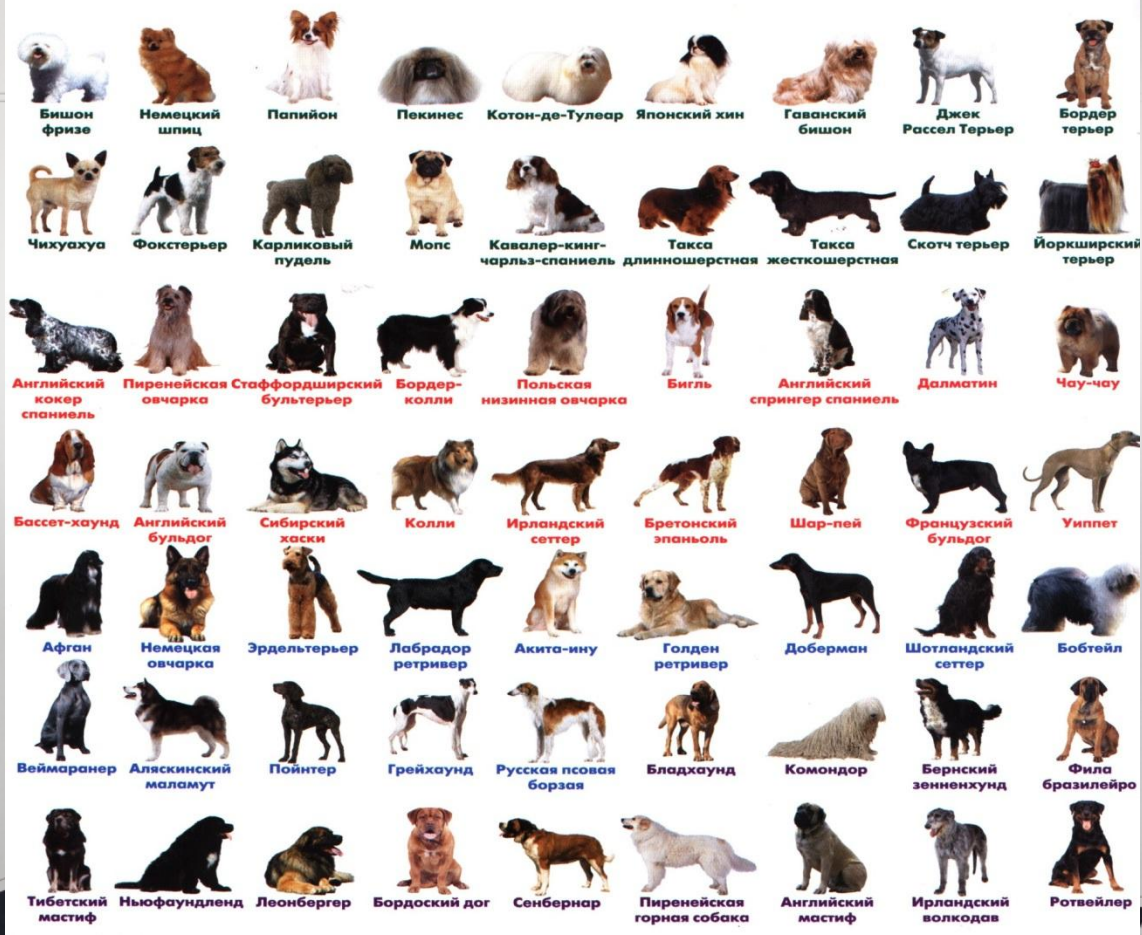 Бишон
фризе
Немецкий
шпиц
Папийон
Пекинес
Котон-де-Тулеар
Японский хин
Гаванский
бишон
Джек
Рассел Терьер
Бордер
терьер
Чихуахуа
Фокстерьер
Карликовый
пудель
Мопс
Кавалер-кинг-
чарльз-спаниель
Такса
длинношерстная
Такса
жесткошерстная
Скотч терьер
Йоркширский
терьер
Английский
кокер
спаниель
Пиренейская
овчарка
Стаффордширский
бультерьер
Бордер-
колли
Польская
низинная овчарка
Бигль
Английский
спрингер спаниель
Далматин
Чау-чау
Бассет-хаунд
Английский
бульдог
Сибирский
хаски
Колли
Ирландский
сеттер
Бретонский
эпаньоль
Шар-пей
Французский
бульдог
Уиппет
Афган
Немецкая
овчарка
Эрдельтерьер
Лабрадор
ретривер
Акита-ину
Голден
ретривер
Доберман
Шотландский
сеттер
Бобтейл
Веймаранер
Аляскинский
маламут
Пойнтер
Грейхаунд
Русская псовая
борзая
Бладхаунд
Комондор
Бернский
зенненхунд
Фила
бразилейро
Тибетский
мастиф
Ньюфаундленд
Леонбергер
Бордоский дог
Сенбернар
Пиренейская
горная собака
Английский
мастиф
Ирландский
волкодав
Ротвейлер